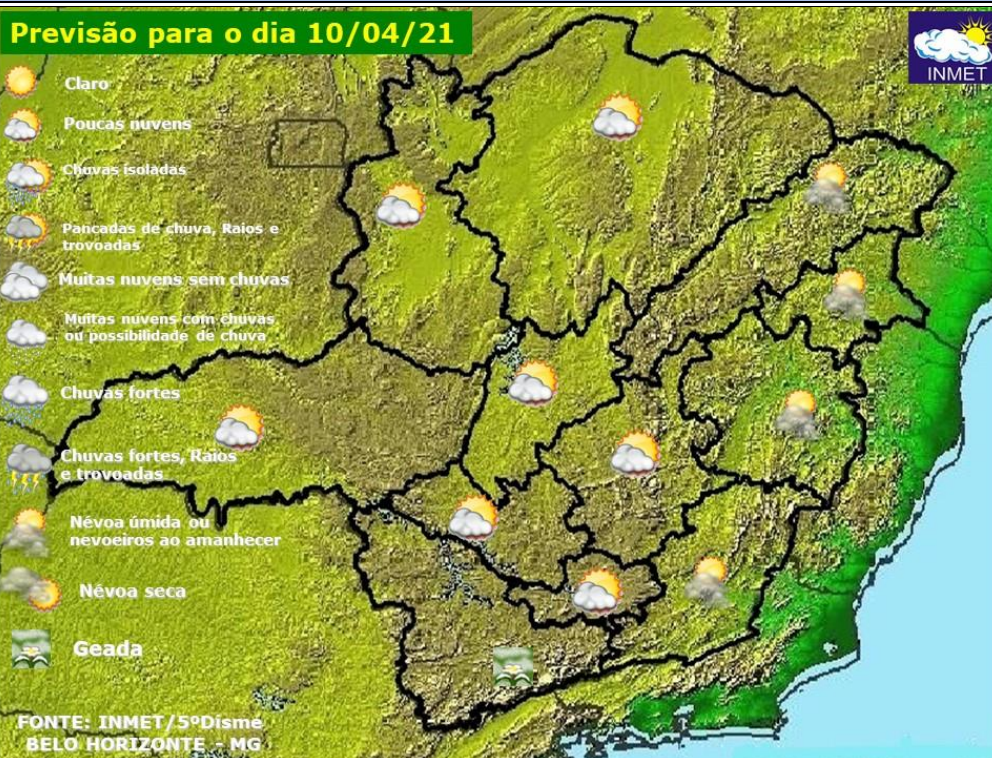 Previsão para o dia 10/04/21
INMET
Claro
Poucas nuvens
Chuvas isoladas
Pancadas de chuva, Raios e
trovoadas
Muitas nuvens sem chuvas
Muitas nuvens com chuvas
ou possibilidade de chuva
Chuvas fortes
Chuvas fortes, Raios
e trovoadas
Névoa úmida ou
nevoeiros ao amanhecer
Névoa seca
Geada
FONTE: INMET/5ºDisme
BELO HORIZONTE - MG